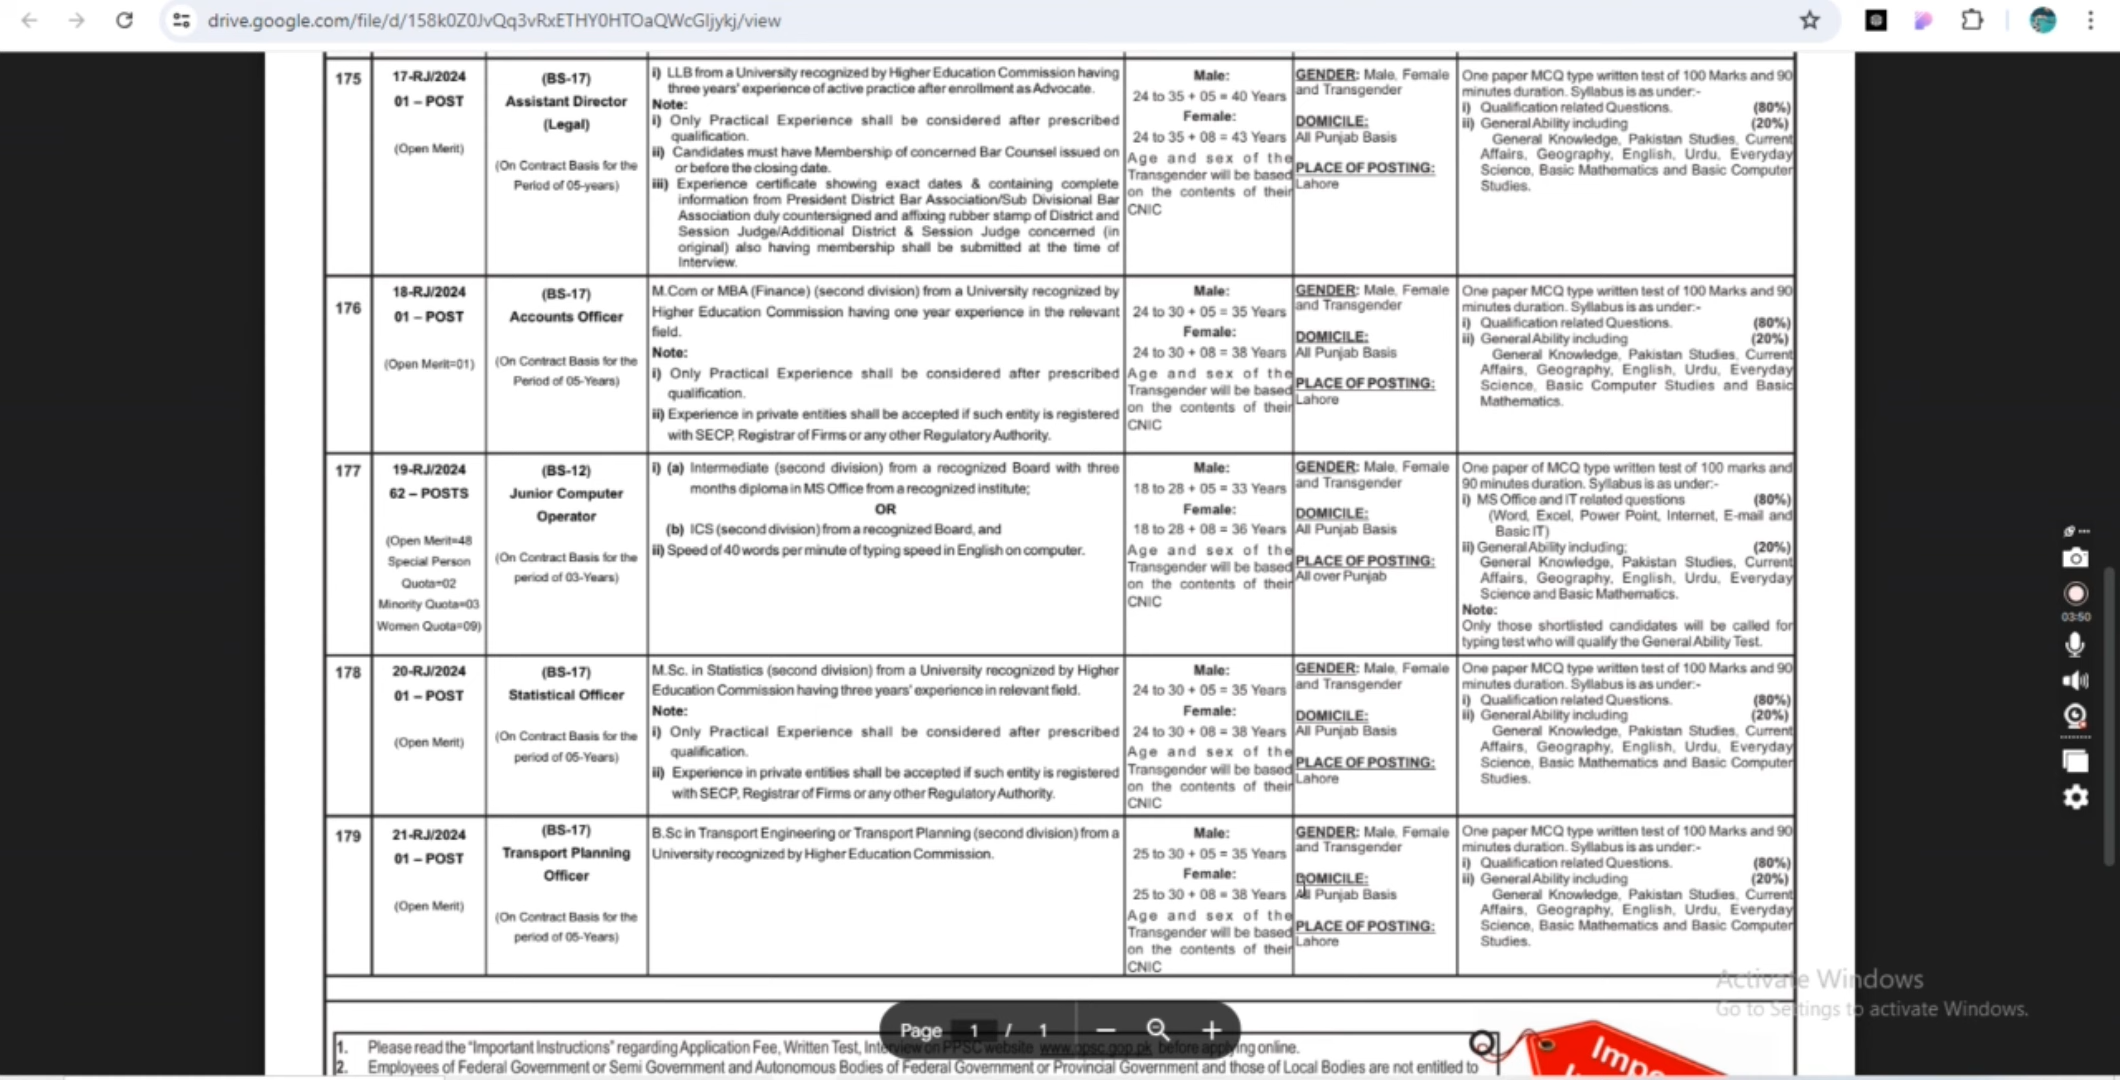 drive.google.com/file/d/158k0Z0JvQq3vRxETHY0HTOaQWcGljykj/view
175
17-RJ/2024
01 – POST
(Open Merit)
(BS-17)
Assistant Director
(Legal)
(On Contract Basis for the
Period of 05-years)
i) LLB from a University recognized by Higher Education Commission having
three years' experience of active practice after enrollment as Advocate.
Note:
i) Only Practical Experience shall be considered after prescribed
qualification.
ii) Candidates must have Membership of concerned Bar Counsel issued on
or before the closing date.
iii) Experience certificate showing exact dates & containing complete
information from President District Bar Association/Sub Divisional Bar
Association duly countersigned and affixing rubber stamp of District and
Session Judge/Additional District & Session Judge concerned (in
original) also having membership shall be submitted at the time of
Interview.
Male:
24 to 35 + 05 = 40 Years
Female:
24 to 35 + 08 = 43 Years
Age and sex of the
Transgender will be based
on the contents of their
CNIC
GENDER: Male, Female
and Transgender
DOMICILE:
All Punjab Basis
PLACE OF POSTING:
Lahore
One paper MCQ type written test of 100 Marks and 90
minutes duration. Syllabus is as under:-
i) Qualification related Questions. (80%)
ii) General Ability including (20%)
General Knowledge, Pakistan Studies, Current
Affairs, Geography, English, Urdu, Everyday
Science, Basic Mathematics and Basic Computer
Studies.
176
18-RJ/2024
01 – POST
(Open Merit=01)
(BS-17)
Accounts Officer
(On Contract Basis for the
Period of 05-Years)
M.Com or MBA (Finance) (second division) from a University recognized by
Higher Education Commission having one year experience in the relevant
field.
Note:
i) Only Practical Experience shall be considered after prescribed
qualification.
ii) Experience in private entities shall be accepted if such entity is registered
with SECP, Registrar of Firms or any other Regulatory Authority.
Male:
24 to 30 + 05 = 35 Years
Female:
24 to 30 + 08 = 38 Years
Age and sex of the
Transgender will be based
on the contents of their
CNIC
GENDER: Male, Female
and Transgender
DOMICILE:
All Punjab Basis
PLACE OF POSTING:
Lahore
One paper MCQ type written test of 100 Marks and 90
minutes duration. Syllabus is as under:-
i) Qualification related Questions. (80%)
ii) General Ability including (20%)
General Knowledge, Pakistan Studies, Current
Affairs, Geography, English, Urdu, Everyday
Science, Basic Computer Studies and Basic
Mathematics.
177
19-RJ/2024
62 – POSTS
(Open Merit=48
Special Person
Quota=02
Minority Quota=03
Women Quota=09)
(BS-12)
Junior Computer
Operator
(On Contract Basis for the
period of 03-Years)
i) (a) Intermediate (second division) from a recognized Board with three
months diploma in MS Office from a recognized institute;
OR
(b) ICS (second division) from a recognized Board, and
ii) Speed of 40 words per minute of typing speed in English on computer.
Male:
18 to 28 + 05 = 33 Years
Female:
18 to 28 + 08 = 36 Years
Age and sex of the
Transgender will be based
on the contents of their
CNIC
GENDER: Male, Female
and Transgender
DOMICILE:
All Punjab Basis
PLACE OF POSTING:
All over Punjab
One paper of MCQ type written test of 100 marks and
90 minutes duration. Syllabus is as under:-
i) MS Office and IT related questions (80%)
(Word, Excel, Power Point, Internet, E-mail and
Basic IT)
ii) General Ability including; (20%)
General Knowledge, Pakistan Studies, Current
Affairs, Geography, English, Urdu, Everyday
Science and Basic Mathematics.
Note:
Only those shortlisted candidates will be called for
typing test who will qualify the General Ability Test.
178
20-RJ/2024
01 – POST
(Open Merit)
(BS-17)
Statistical Officer
(On Contract Basis for the
period of 05-Years)
M.Sc. in Statistics (second division) from a University recognized by Higher
Education Commission having three years' experience in relevant field.
Note:
i) Only Practical Experience shall be considered after prescribed
qualification.
ii) Experience in private entities shall be accepted if such entity is registered
with SECP, Registrar of Firms or any other Regulatory Authority.
Male:
24 to 30 + 05 = 35 Years
Female:
24 to 30 + 08 = 38 Years
Age and sex of the
Transgender will be based
on the contents of their
CNIC
GENDER: Male, Female
and Transgender
DOMICILE:
All Punjab Basis
PLACE OF POSTING:
Lahore
One paper MCQ type written test of 100 Marks and 90
minutes duration. Syllabus is as under:-
i) Qualification related Questions. (80%)
ii) General Ability including (20%)
General Knowledge, Pakistan Studies, Current
Affairs, Geography, English, Urdu, Everyday
Science, Basic Mathematics and Basic Computer
Studies.
179
21-RJ/2024
01 – POST
(Open Merit)
(BS-17)
Transport Planning
Officer
(On Contract Basis for the
period of 05-Years)
B.Sc in Transport Engineering or Transport Planning (second division) from a
University recognized by Higher Education Commission.
Male:
25 to 30 + 05 = 35 Years
Female:
25 to 30 + 08 = 38 Years
Age and sex of the
Transgender will be based
on the contents of their
CNIC
GENDER: Male, Female
and Transgender
DOMICILE:
All Punjab Basis
PLACE OF POSTING:
Lahore
One paper MCQ type written test of 100 Marks and 90
minutes duration. Syllabus is as under:-
i) Qualification related Questions. (80%)
ii) General Ability including (20%)
General Knowledge, Pakistan Studies, Current
Affairs, Geography, English, Urdu, Everyday
Science, Basic Mathematics and Basic Computer
Studies.
03:50
Activate Windows
Go to Settings to activate Windows.
Page 1 / 1
1. Please read the "Important Instructions" regarding Application Fee, Written Test, Interview on PPSC website www.ppsc.gop.pk before applying online.
2. Employees of Federal Government or Semi Government and Autonomous Bodies of Federal Government or Provincial Government and those of Local Bodies are not entitled to